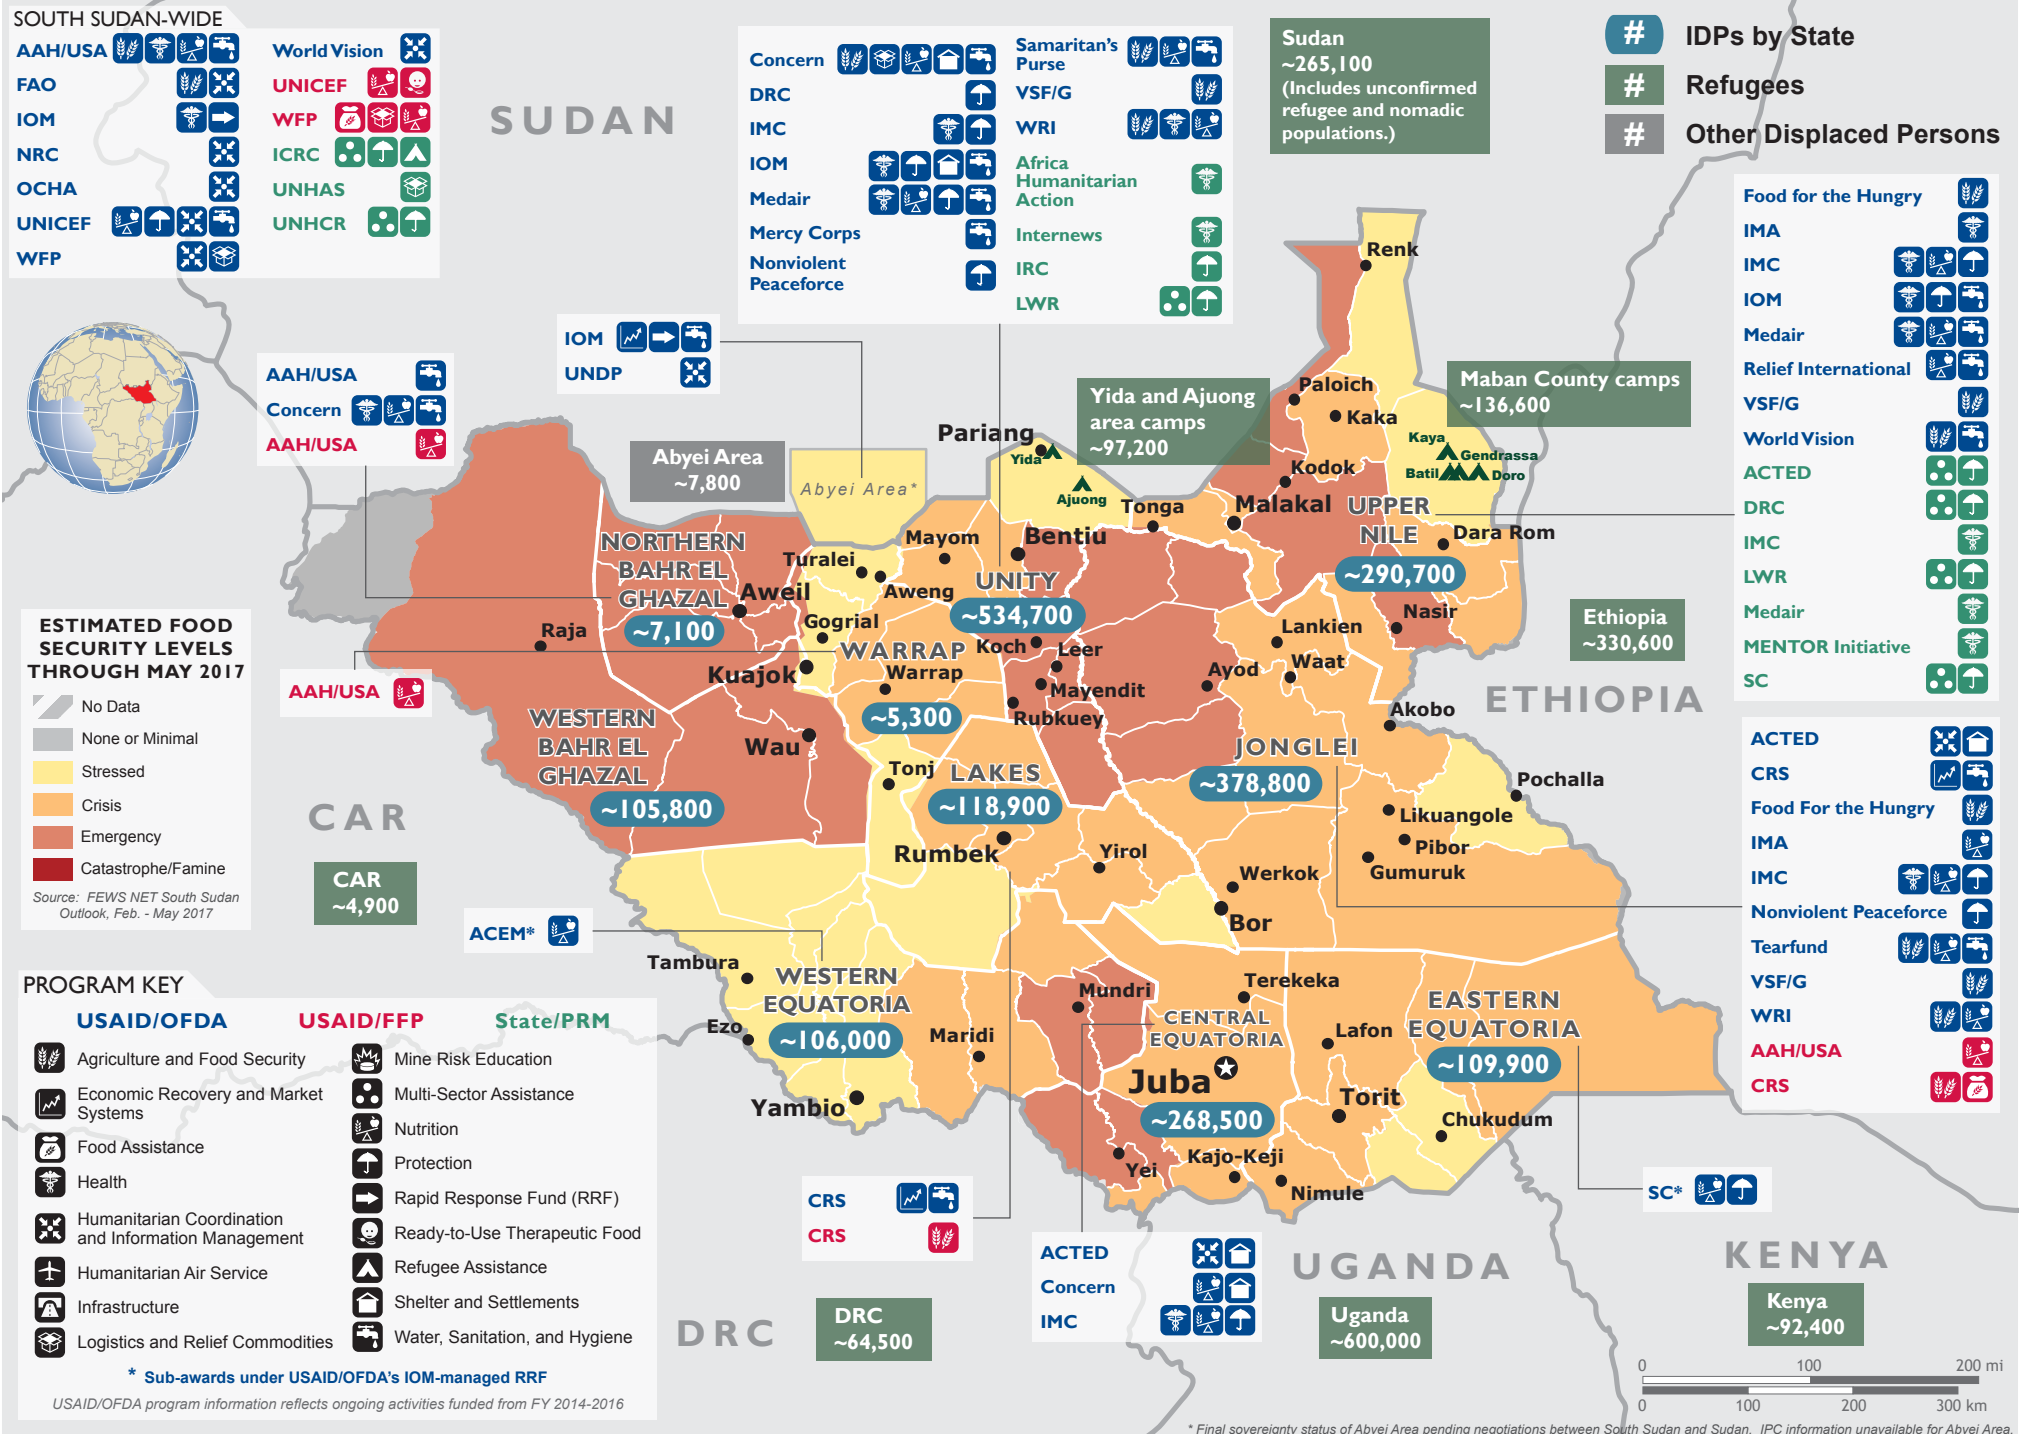 SOUTH SUDAN-WIDE
AAH/USA
FAO
IOM
NRC
OCHA
UNICEF
WFP
World Vision
UNICEF
WFP
ICRC
UNHAS
UNHCR
SUDAN
Concern
DRC
IMC
IOM
Medair
Mercy Corps
Nonviolent
Peaceforce
Samaritan's
Purse
VSF/G
WRI
Africa
Humanitarian
Action
Internews
IRC
LWR
Sudan
~265,100
(Includes unconfirmed
refugee and nomadic
populations.)
# IDPs by State
# Refugees
# Other Displaced Persons
Food for the Hungry
IMA
IMC
IOM
Medair
Relief International
VSF/G
World Vision
ACTED
DRC
IMC
LWR
Medair
MENTOR Initiative
SC
IOM
UNDP
AAH/USA
Concern
AAH/USA
Abyei Area
~7,800
Abyei Area*
Yida and Ajuong
area camps
~97,200
Maban County camps
~136,600
Renk
Paloich
Kaka
Kaya
Gendrassa
Batil
Doro
Pariang
Yida
Ajuong
Kodok
Tonga
Malakal
UPPER
NILE
~290,700
Dara Rom
Nasir
NORTHERN
BAHR EL
GHAZAL
~7,100
Aweil
Turalei
Mayom
Aweng
Gogrial
Bentiu
UNITY
~534,700
Koch
Leer
Mayendit
Rubkuey
Raja
Kuajok
WARRAP
Warrap
~5,300
AAH/USA
Lankien
Waat
Ayod
Akobo
Ethiopia
~330,600
ETHIOPIA
WESTERN
BAHR EL
GHAZAL
~105,800
Wau
Tonj
LAKES
~118,900
Rumbek
Yirol
JONGLEI
~378,800
Pochalla
Likuangole
Pibor
Gumuruk
Werkok
Bor
ACTED
CRS
Food For the Hungry
IMA
IMC
Nonviolent Peaceforce
Tearfund
VSF/G
WRI
AAH/USA
CRS
ESTIMATED FOOD
SECURITY LEVELS
THROUGH MAY 2017
No Data
None or Minimal
Stressed
Crisis
Emergency
Catastrophe/Famine
Source: FEWS NET South Sudan
Outlook, Feb. - May 2017
CAR
CAR
~4,900
ACEM*
Tambura
WESTERN
EQUATORIA
~106,000
Ezo
Maridi
Yambio
Mundri
Terekeka
CENTRAL
EQUATORIA
Juba
~268,500
Yei
Kajo-Keji
Nimule
Lafon
EASTERN
EQUATORIA
~109,900
Torit
Chukudum
SC*
PROGRAM KEY
USAID/OFDA
USAID/FFP
State/PRM
Agriculture and Food Security
Economic Recovery and Market
Systems
Food Assistance
Health
Humanitarian Coordination
and Information Management
Humanitarian Air Service
Infrastructure
Logistics and Relief Commodities
Mine Risk Education
Multi-Sector Assistance
Nutrition
Protection
Rapid Response Fund (RRF)
Ready-to-Use Therapeutic Food
Refugee Assistance
Shelter and Settlements
Water, Sanitation, and Hygiene
* Sub-awards under USAID/OFDA's IOM-managed RRF
USAID/OFDA program information reflects ongoing activities funded from FY 2014-2016
CRS
CRS
ACTED
Concern
IMC
DRC
DRC
~64,500
UGANDA
Uganda
~600,000
KENYA
Kenya
~92,400
0 100 200 mi
0 100 200 300 km
* Final sovereignty status of Abyei Area pending negotiations between South Sudan and Sudan. IPC information unavailable for Abyei Area.